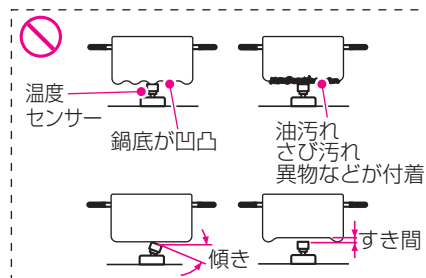 温度
センサー
鍋底が凹凸
油汚れ
さび汚れ
異物などが付着
傾き
すき間